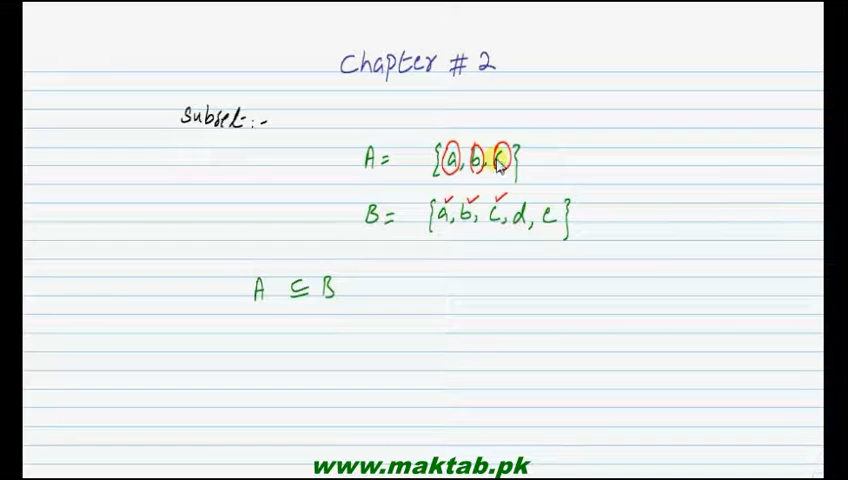 Chapter # 2
Subset:-
A= {a, b, c}
B= {a, b, c, d, e}
A ⊆ B
www.maktab.pk